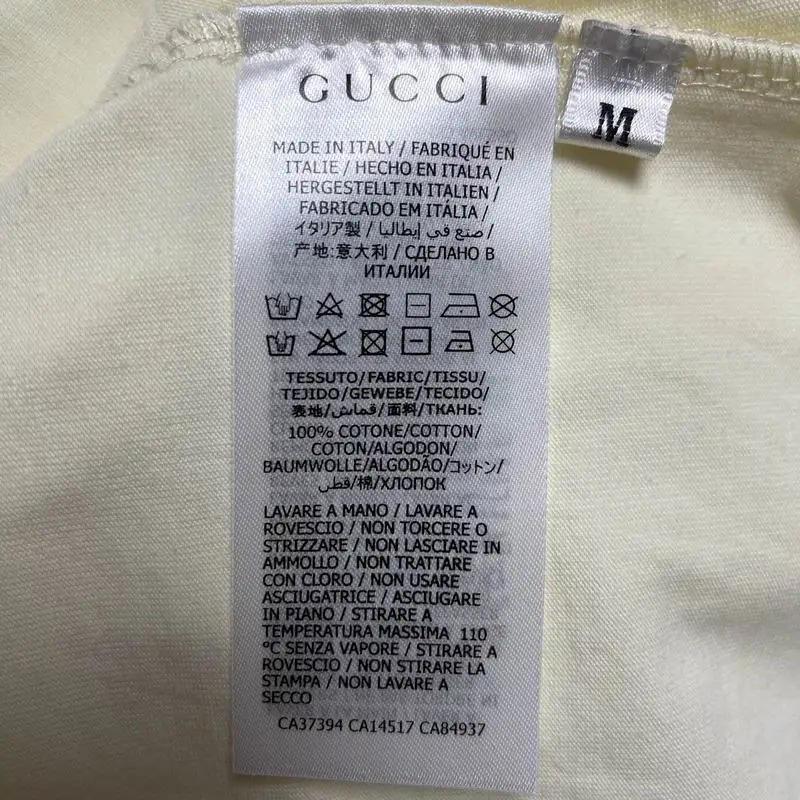 GUCCI
M
MADE IN ITALY / FABRIQUÉ EN
ITALIE / HECHO EN ITALIA /
HERGESTELLT IN ITALIEN /
FABRICADO EM ITÁLIA /
イタリア製 / صنع في إيطاليا /
产地:意大利 / СДЕЛАНО В
ИТАЛИИ
TESSUTO/FABRIC/TISSU/
TEJIDO/GEWEBE/TECIDO/
表地/قماش/面料/ТКАНЬ:
100% COTONE/COTTON/
COTON/ALGODON/
BAUMWOLLE/ALGODÃO/コットン/
قطن/棉/ХЛОПОК
LAVARE A MANO / LAVARE A
ROVESCIO / NON TORCERE O
STRIZZARE / NON LASCIARE IN
AMMOLLO / NON TRATTARE
CON CLORO / NON USARE
ASCIUGATRICE / ASCIUGARE
IN PIANO / STIRARE A
TEMPERATURA MASSIMA 110
°C SENZA VAPORE / STIRARE A
ROVESCIO / NON STIRARE LA
STAMPA / NON LAVARE A
SECCO
CA37394 CA14517 CA84937